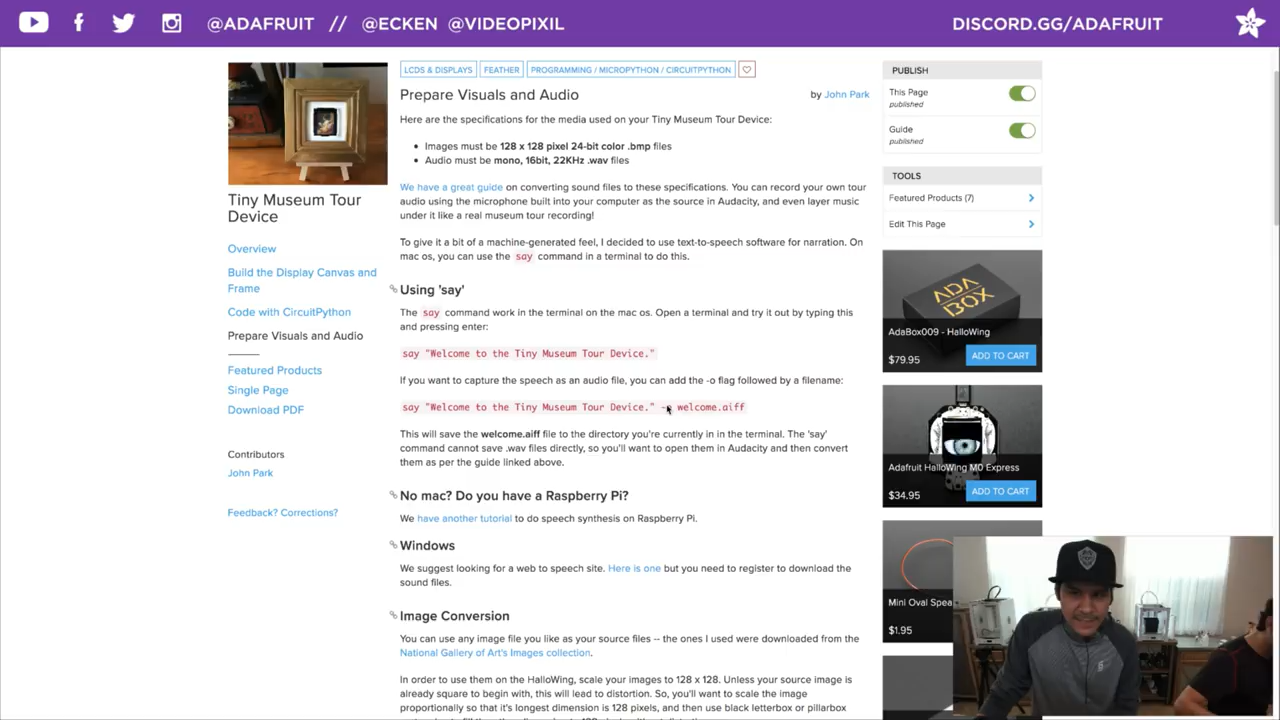 @ADAFRUIT // @ECKEN @VIDEOPIXIL
DISCORD.GG/ADAFRUIT
LCDS & DISPLAYS
FEATHER
PROGRAMMING / MICROPYTHON / CIRCUITPYTHON
Prepare Visuals and Audio
by John Park
Here are the specifications for the media used on your Tiny Museum Tour Device:
Images must be 128 x 128 pixel 24-bit color .bmp files
Audio must be mono, 16bit, 22KHz .wav files
We have a great guide on converting sound files to these specifications. You can record your own tour
audio using the microphone built into your computer as the source in Audacity, and even layer music
under it like a real museum tour recording!
To give it a bit of a machine-generated feel, I decided to use text-to-speech software for narration. On
mac os, you can use the say command in a terminal to do this.
Using 'say'
The say command work in the terminal on the mac os. Open a terminal and try it out by typing this
and pressing enter:
say "Welcome to the Tiny Museum Tour Device."
If you want to capture the speech as an audio file, you can add the -o flag followed by a filename:
say "Welcome to the Tiny Museum Tour Device." welcome.aiff
This will save the welcome.aiff file to the directory you're currently in in the terminal. The 'say'
command cannot save .wav files directly, so you'll want to open them in Audacity and then convert
them as per the guide linked above.
No mac? Do you have a Raspberry Pi?
We have another tutorial to do speech synthesis on Raspberry Pi.
Windows
We suggest looking for a web to speech site. Here is one but you need to register to download the
sound files.
Image Conversion
You can use any image file you like as your source files -- the ones I used were downloaded from the
National Gallery of Art's Images collection.
In order to use them on the HalloWing, scale your images to 128 x 128. Unless your source image is
already square to begin with, this will lead to distortion. So, you'll want to scale the image
proportionally so that it's longest dimension is 128 pixels, and then use black letterbox or pillarbox
Tiny Museum Tour
Device
Overview
Build the Display Canvas and
Frame
Code with CircuitPython
Prepare Visuals and Audio
Featured Products
Single Page
Download PDF
Contributors
John Park
Feedback? Corrections?
PUBLISH
This Page
published
Guide
published
TOOLS
Featured Products (7)
Edit This Page
ADA
BOX
AdaBox009 - HalloWing
$79.95
ADD TO CART
Adafruit HalloWing M0 Express
$34.95
ADD TO CART
Mini Oval Spea
$1.95